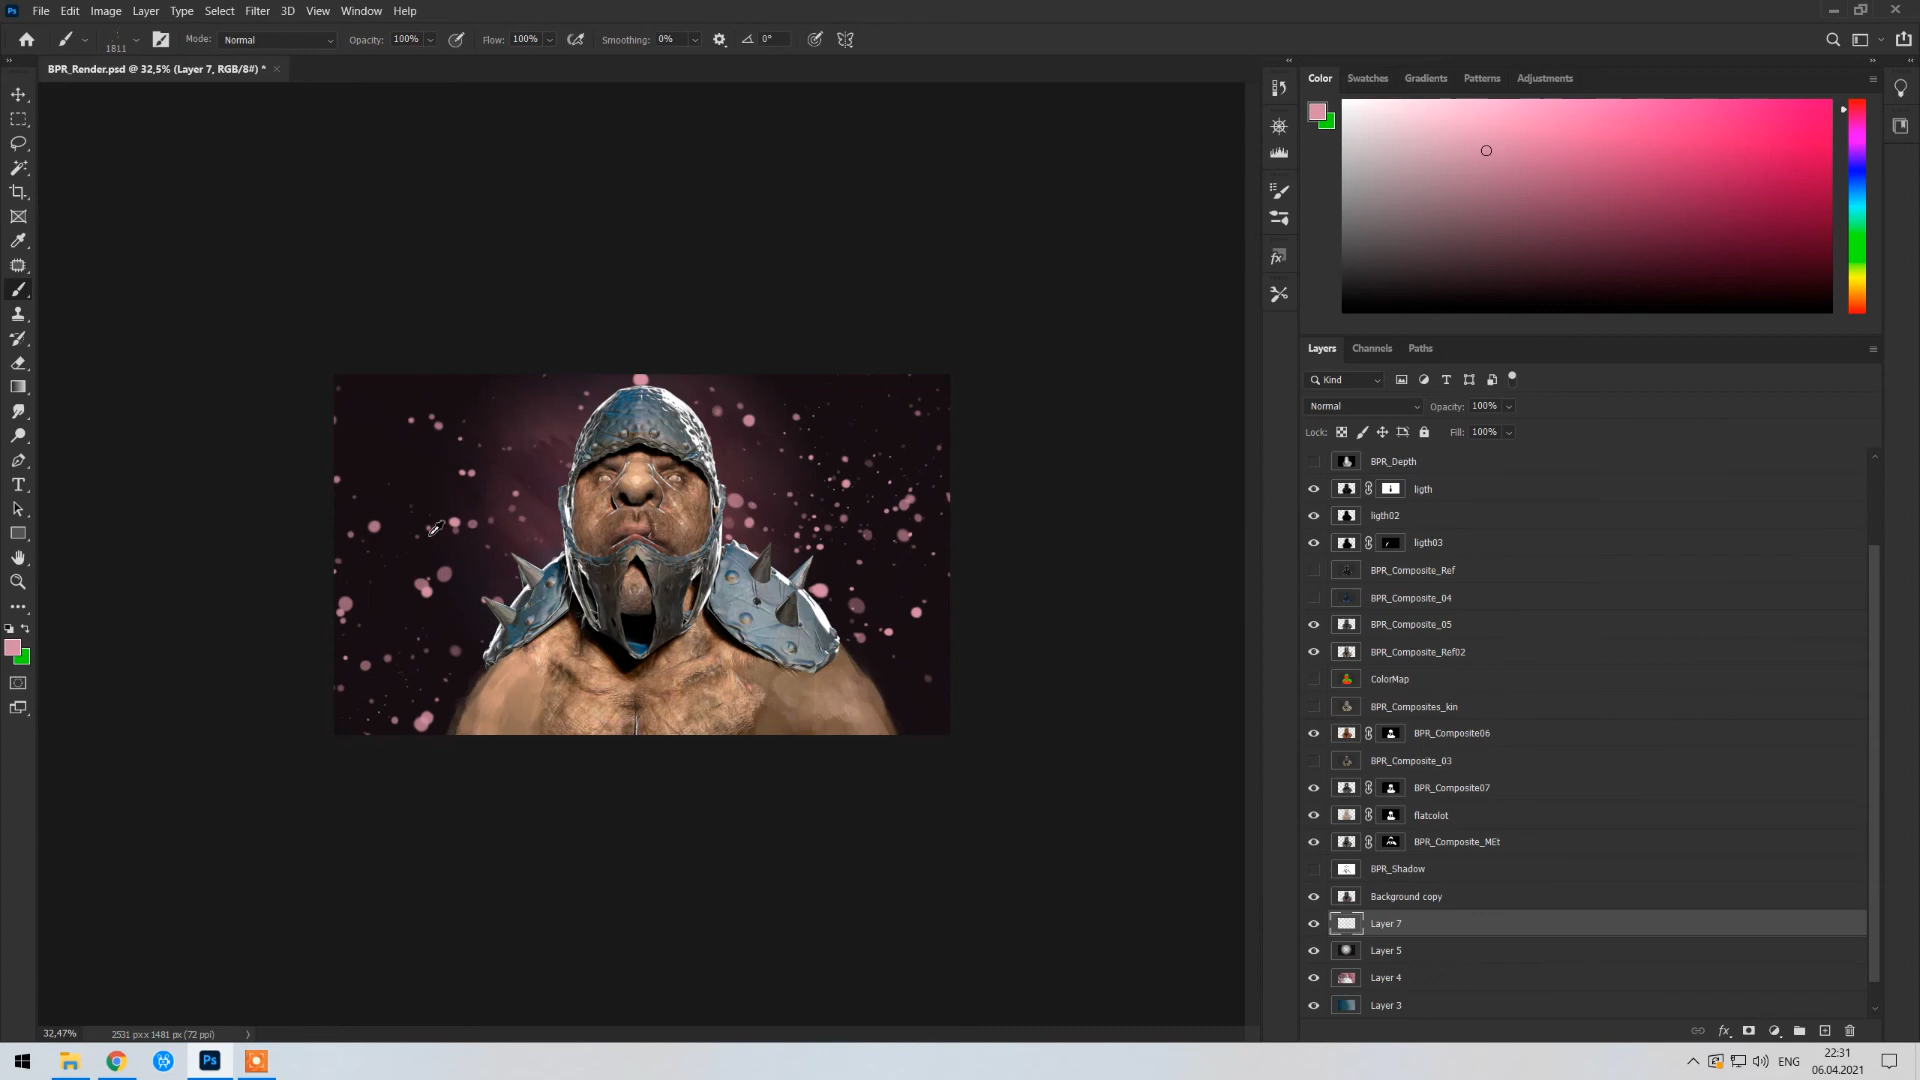 Ps File Edit Image Layer Type Select Filter 3D View Window Help
1811 Mode: Normal Opacity: 100% Flow: 100% Smoothing: 0% 0°
BPR_Render.psd @ 32,5% (Layer 7, RGB/8#) *
Color Swatches Gradients Patterns Adjustments
Layers Channels Paths
Kind
Normal Opacity: 100%
Lock: Fill: 100%
BPR_Depth
ligth
ligth02
ligth03
BPR_Composite_Ref
BPR_Composite_04
BPR_Composite_05
BPR_Composite_Ref02
ColorMap
BPR_Composites_kin
BPR_Composite06
BPR_Composite_03
BPR_Composite07
flatcolot
BPR_Composite_MEt
BPR_Shadow
Background copy
Layer 7
Layer 5
Layer 4
Layer 3
32,47% 2531 px x 1481 px (72 ppi)
Ps ENG 22:31
06.04.2021